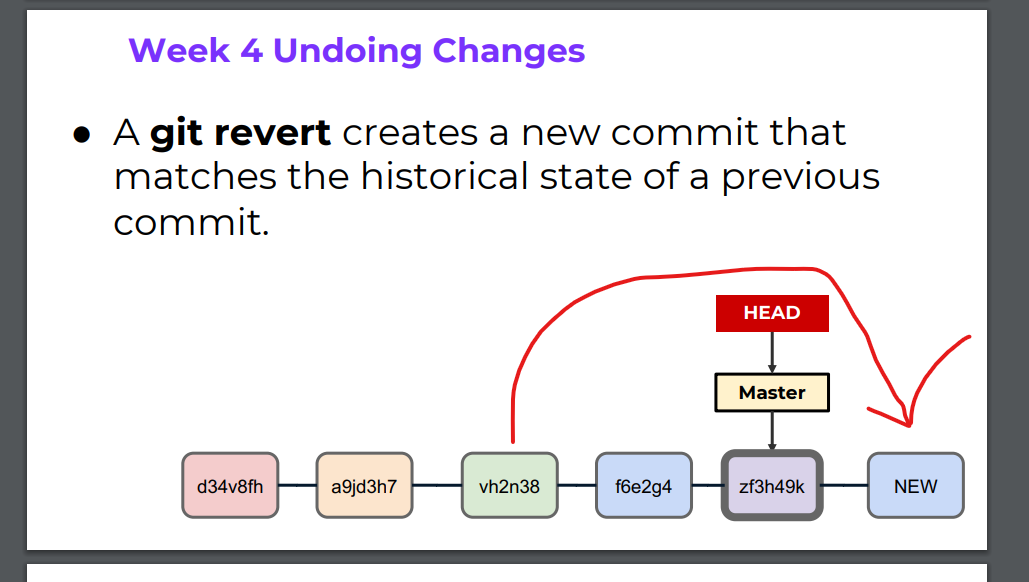 Week 4 Undoing Changes
● A git revert creates a new commit that
matches the historical state of a previous
commit.
HEAD
Master
d34v8fh
a9jd3h7
vh2n38
f6e2g4
zf3h49k
NEW